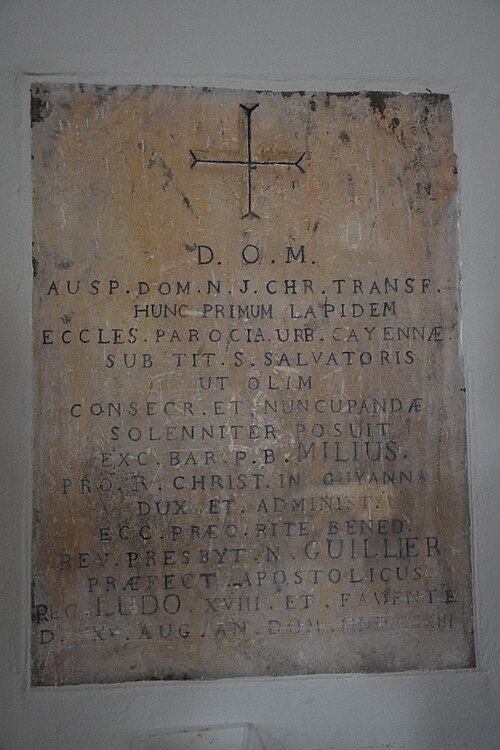 D. O. M.
AUSP. DOM. N. J. CHR. TRANSF.
HUNC PRIMUM LAPIDEM
ECCLES. PAROCIA. URB. CAYENNÆ.
SUB TIT. S. SALVATORIS
UT OLIM
CONSECR. ET. NUNCUPANDÆ
SOLENNITER POSUIT
EXC. BAR. P. B. MILIUS.
PRO. R. CHRIST. IN GUYANNA
DUX ET. ADMINIST.
ECC. PRÆC. RITE BENED.
REV. PRESBYT. N. GUILLIER
PRÆFECT APOSTOLICUS
REG. LUDO. XVIII. ET. FAVENTE
D. XV. AUG. AN. DOM.